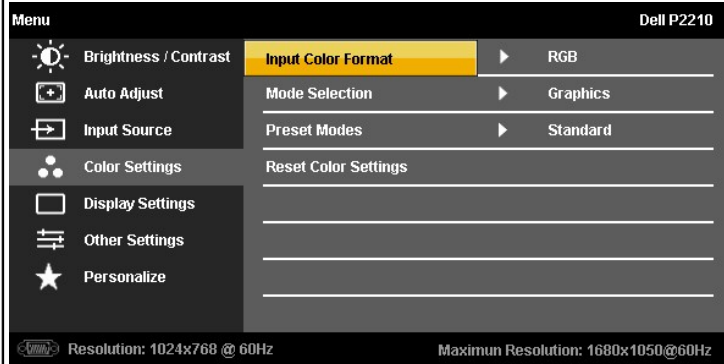 Menu Dell P2210
Brightness / Contrast Input Color Format RGB
Auto Adjust Mode Selection Graphics
Input Source Preset Modes Standard
Color Settings Reset Color Settings
Display Settings
Other Settings
Personalize
Resolution: 1024x768 @ 60Hz Maximun Resolution: 1680x1050@60Hz